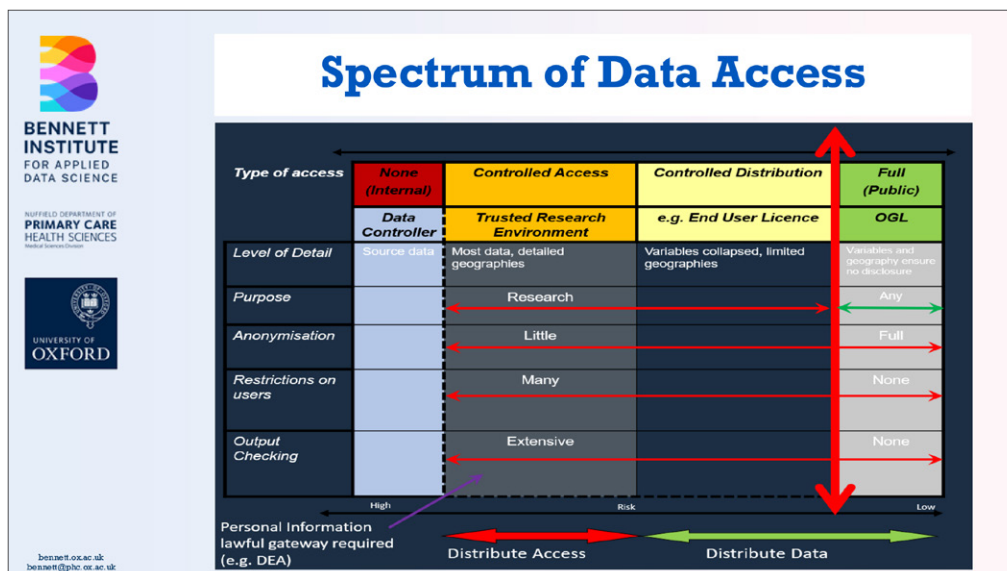 BENNETT
INSTITUTE
FOR APPLIED
DATA SCIENCE
NUFFIELD DEPARTMENT OF
PRIMARY CARE
HEALTH SCIENCES
Medical Sciences Division
UNIVERSITY OF
OXFORD
bennett.ox.ac.uk
bennett@phc.ox.ac.uk
Spectrum of Data Access
Type of access
None
(Internal)
Controlled Access
Controlled Distribution
Full
(Public)
Data
Controller
Trusted Research
Environment
e.g. End User Licence
OGL
Level of Detail
Source data
Most data, detailed
geographies
Variables collapsed, limited
geographies
Variables and
geography ensure
no disclosure
Purpose
Research
Any
Anonymisation
Little
Full
Restrictions on
users
Many
None
Output
Checking
Extensive
None
High
Risk
Low
Personal Information
lawful gateway required
(e.g. DEA)
Distribute Access
Distribute Data